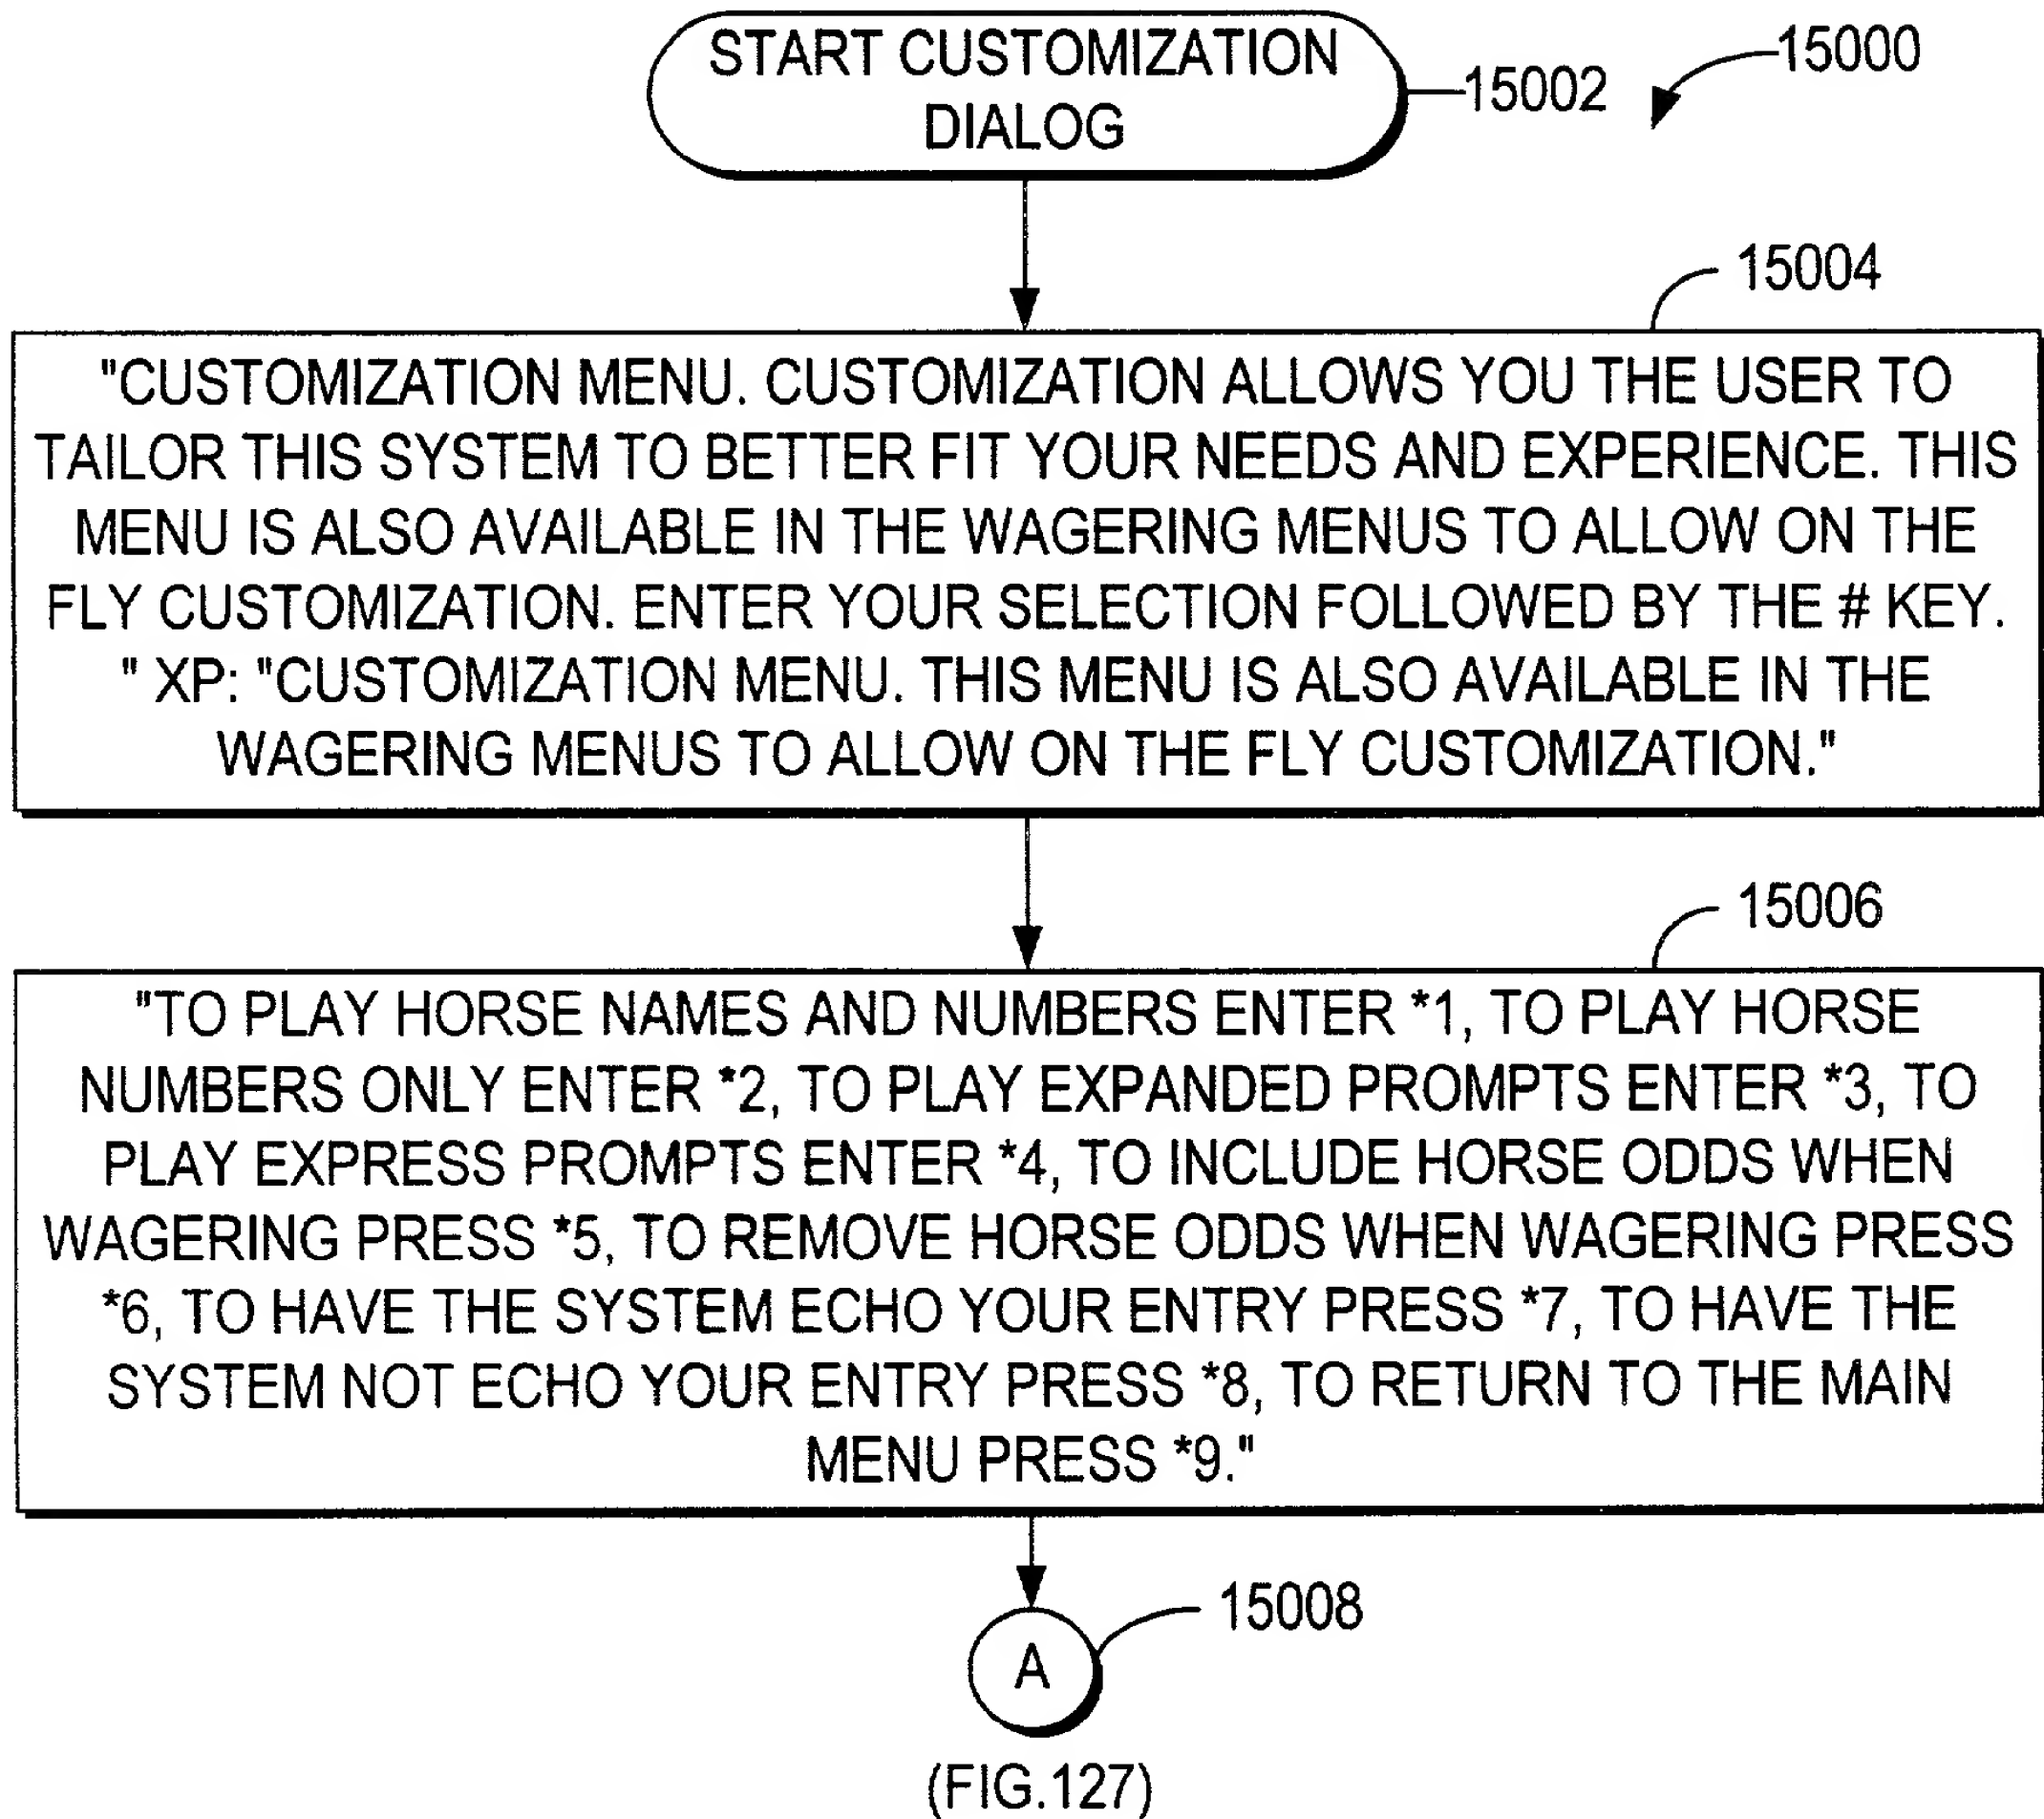 START CUSTOMIZATION
DIALOG
15002
15000
15004
"CUSTOMIZATION MENU. CUSTOMIZATION ALLOWS YOU THE USER TO
TAILOR THIS SYSTEM TO BETTER FIT YOUR NEEDS AND EXPERIENCE. THIS
MENU IS ALSO AVAILABLE IN THE WAGERING MENUS TO ALLOW ON THE
FLY CUSTOMIZATION. ENTER YOUR SELECTION FOLLOWED BY THE # KEY.
" XP: "CUSTOMIZATION MENU. THIS MENU IS ALSO AVAILABLE IN THE
WAGERING MENUS TO ALLOW ON THE FLY CUSTOMIZATION."
15006
"TO PLAY HORSE NAMES AND NUMBERS ENTER *1, TO PLAY HORSE
NUMBERS ONLY ENTER *2, TO PLAY EXPANDED PROMPTS ENTER *3, TO
PLAY EXPRESS PROMPTS ENTER *4, TO INCLUDE HORSE ODDS WHEN
WAGERING PRESS *5, TO REMOVE HORSE ODDS WHEN WAGERING PRESS
*6, TO HAVE THE SYSTEM ECHO YOUR ENTRY PRESS *7, TO HAVE THE
SYSTEM NOT ECHO YOUR ENTRY PRESS *8, TO RETURN TO THE MAIN
MENU PRESS *9."
15008
A
(FIG.127)